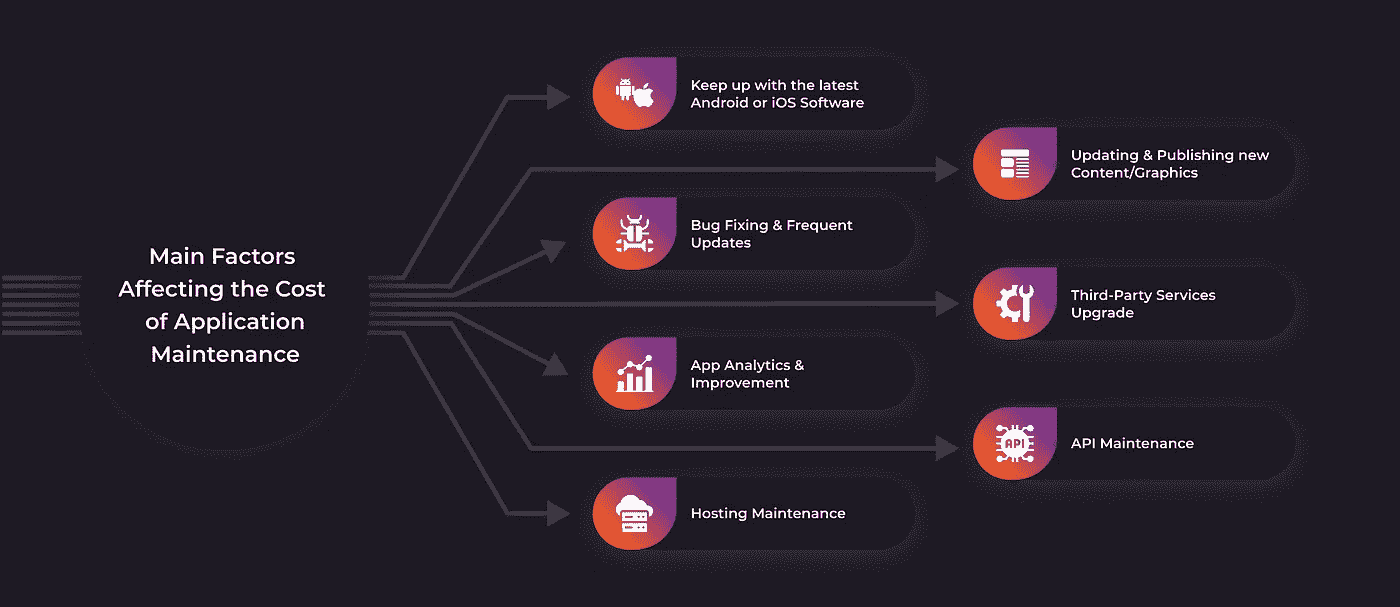 Main Factors
Affecting the Cost
of Application
Maintenance
Keep up with the latest
Android or iOS Software
Updating & Publishing new
Content/Graphics
Bug Fixing & Frequent
Updates
Third-Party Services
Upgrade
App Analytics &
Improvement
API
API Maintenance
Hosting Maintenance